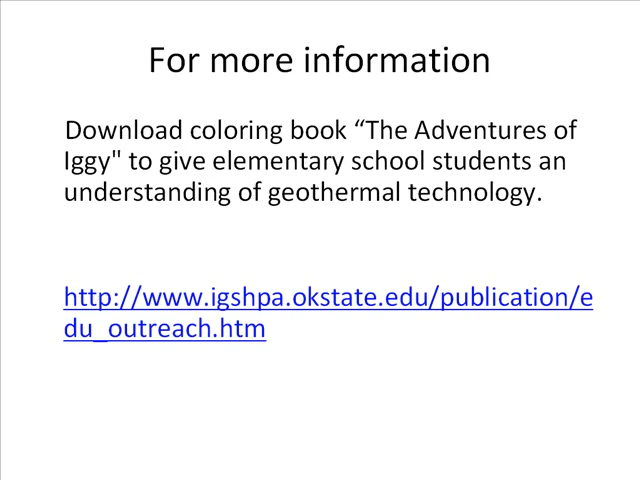 For more information
Download coloring book “The Adventures of
Iggy" to give elementary school students an
understanding of geothermal technology.
http://www.igshpa.okstate.edu/publication/e
du_outreach.htm